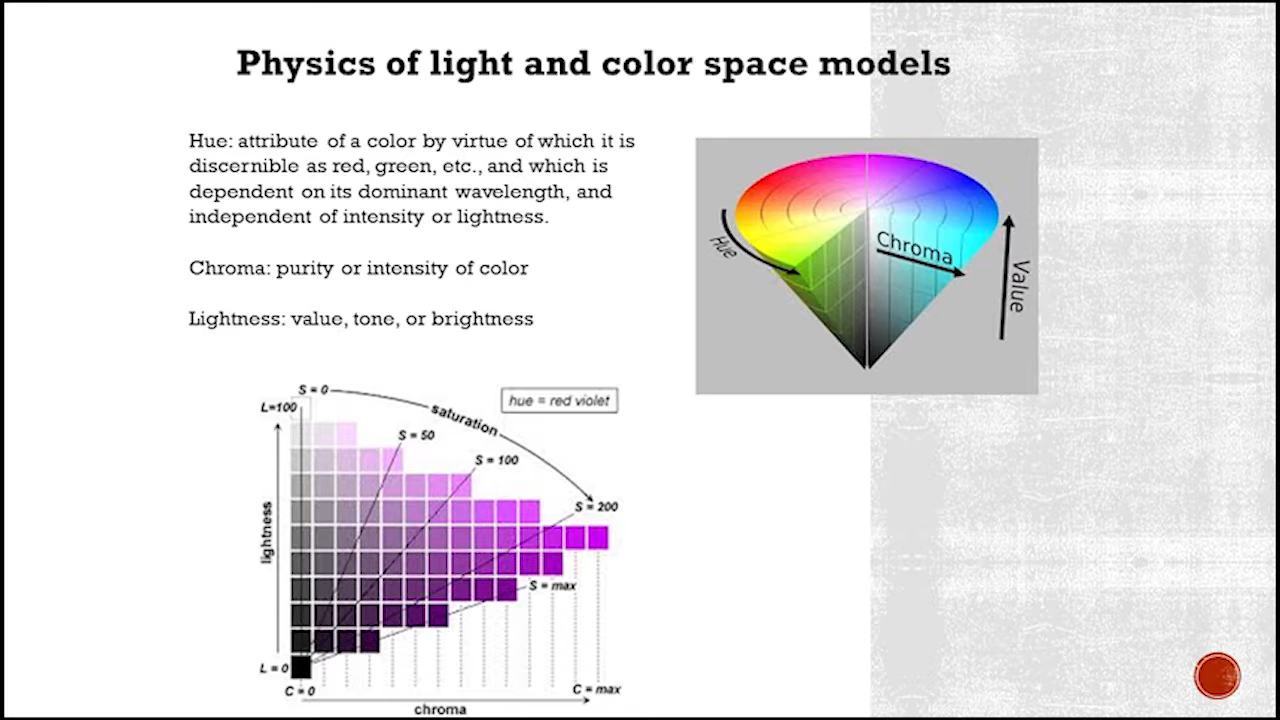 Physics of light and color space models
Hue: attribute of a color by virtue of which it is
discernible as red, green, etc., and which is
dependent on its dominant wavelength, and
independent of intensity or lightness.
Chroma: purity or intensity of color
Lightness: value, tone, or brightness
Hue
Chroma
Value
S = 0
hue = red violet
L=100
saturation
S = 50
S = 100
S = 200
lightness
S = max
L = 0
C = 0
C = max
chroma